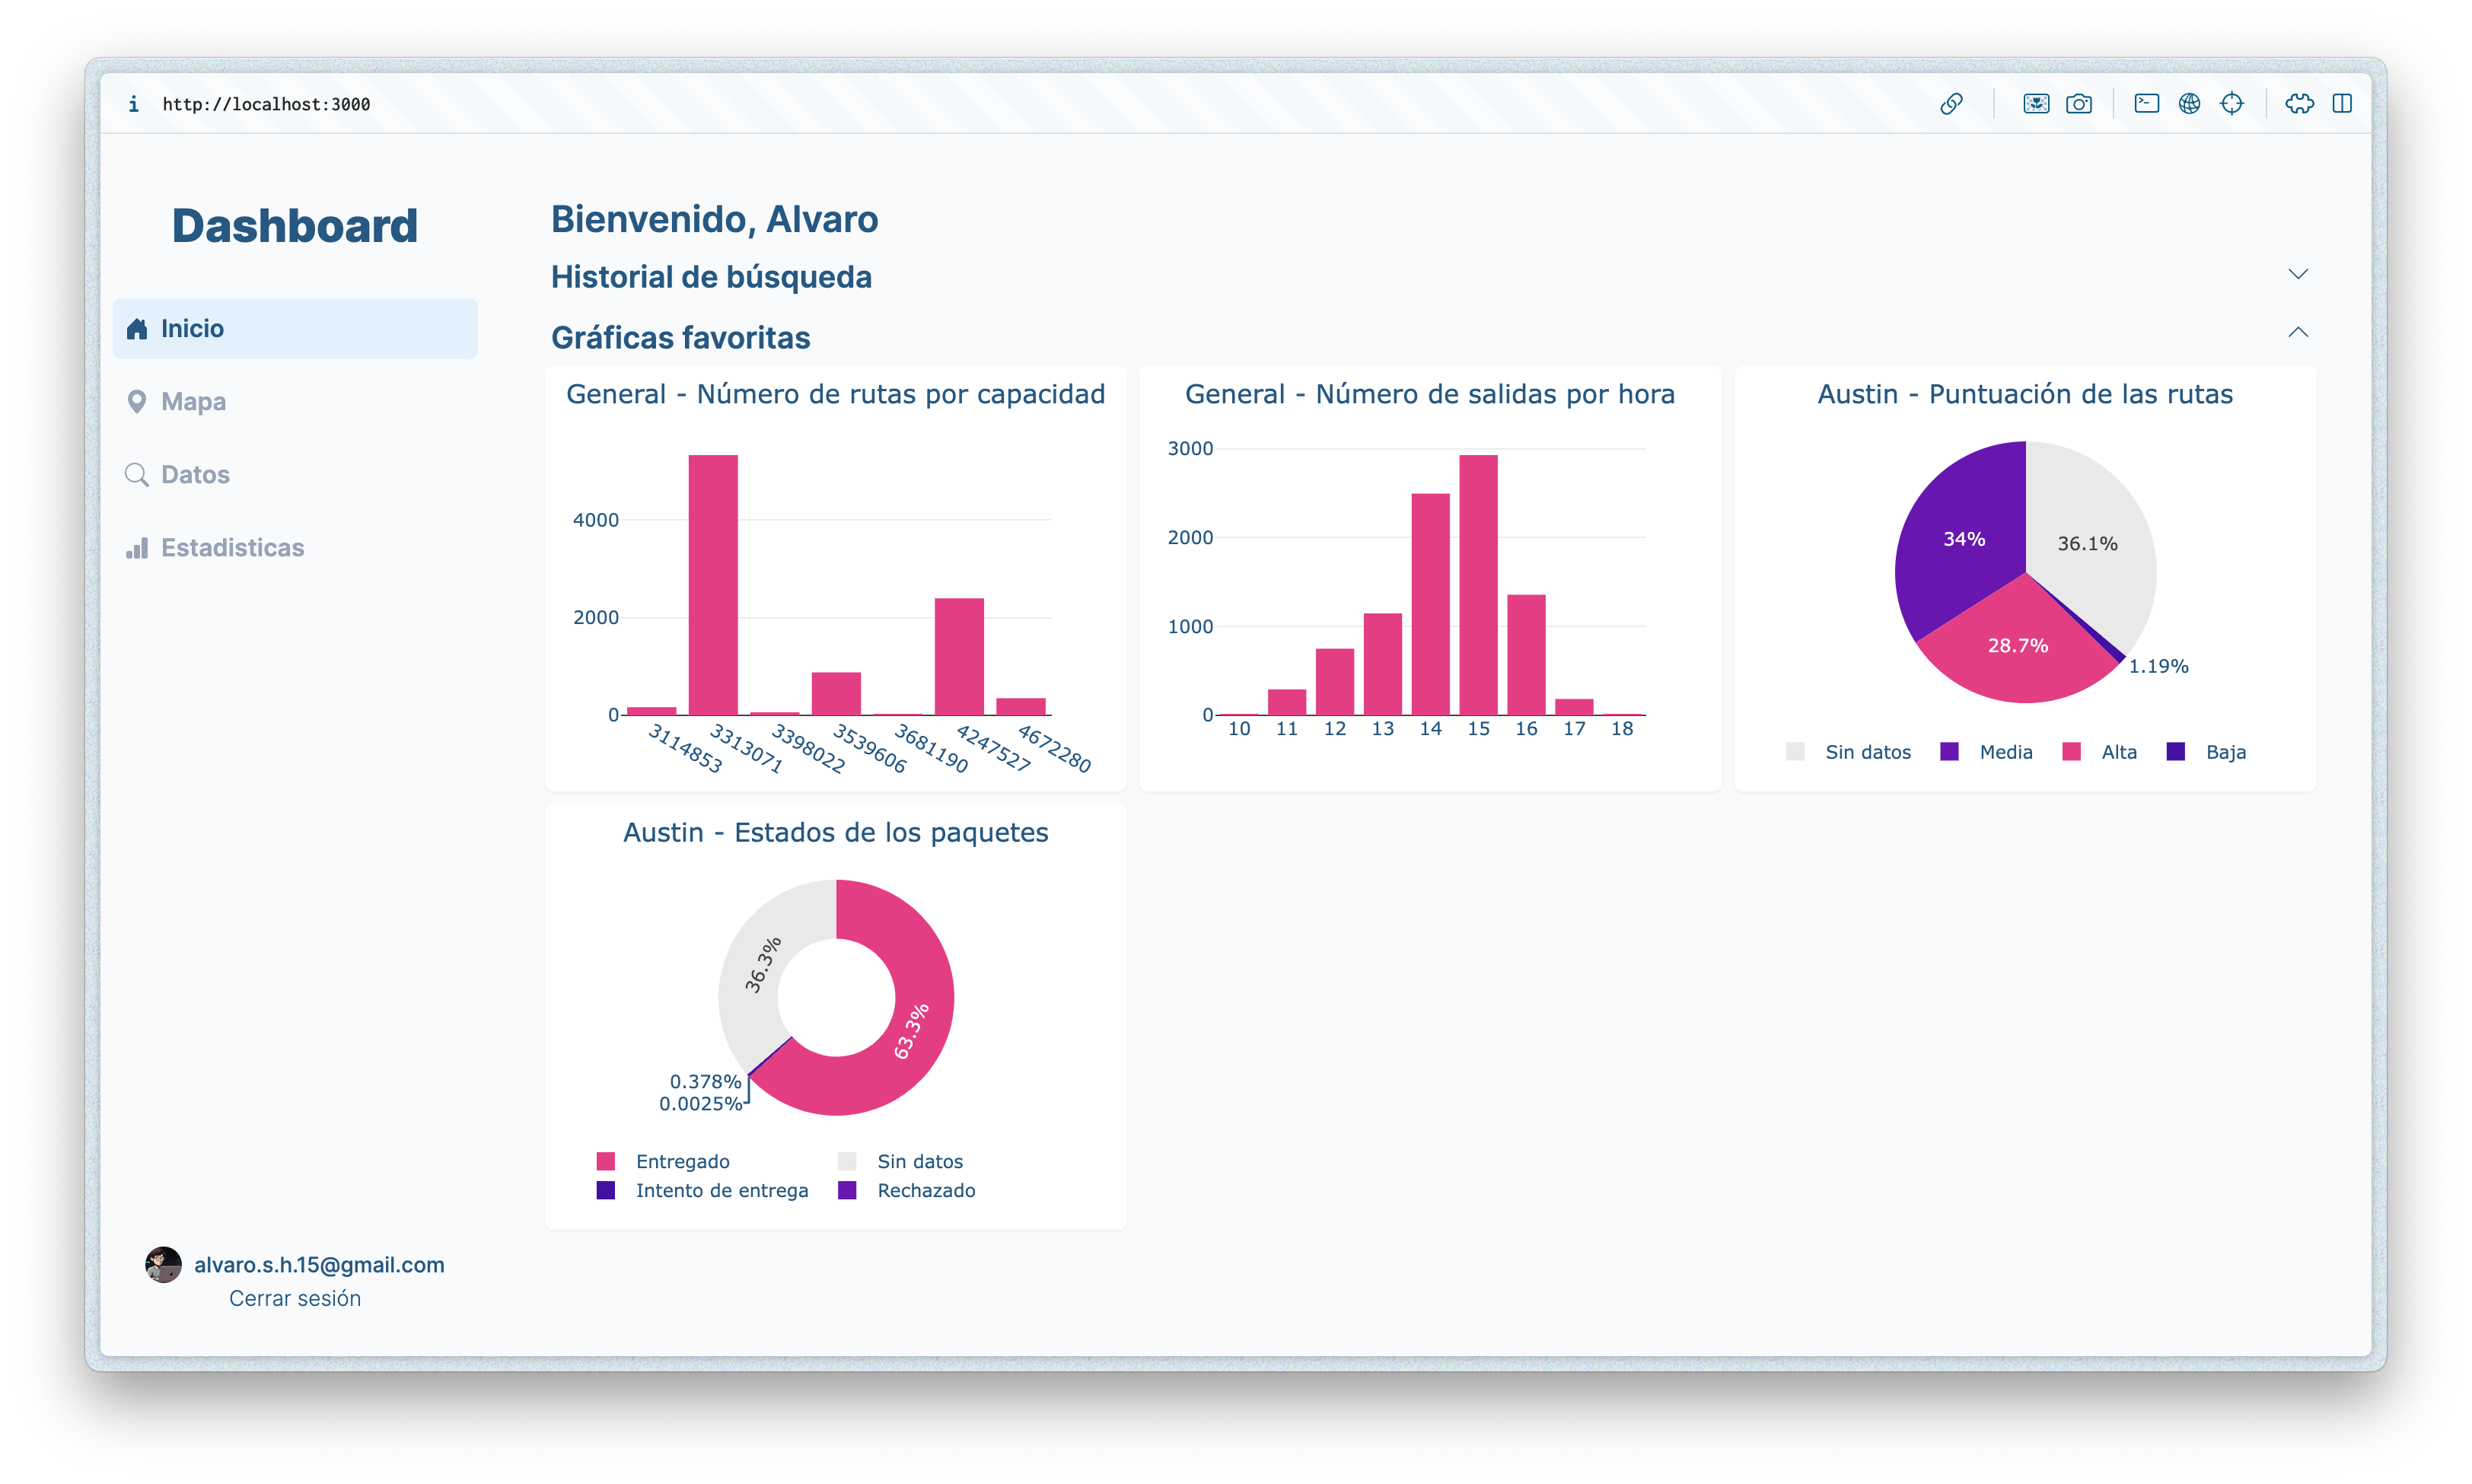 i http://localhost:3000
Dashboard
Inicio
Mapa
Datos
Estadisticas
alvaro.s.h.15@gmail.com
Cerrar sesión
Bienvenido, Alvaro
Historial de búsqueda
Gráficas favoritas
General - Número de rutas por capacidad
4000
2000
0
3114853 3313071 3398022 3539606 3681190 4247527 4672280
General - Número de salidas por hora
3000
2000
1000
0
10 11 12 13 14 15 16 17 18
Austin - Puntuación de las rutas
34% 36.1%
28.7%
1.19%
Sin datos Media Alta Baja
Austin - Estados de los paquetes
36.3%
63.3%
0.378%
0.0025%
Entregado Sin datos
Intento de entrega Rechazado